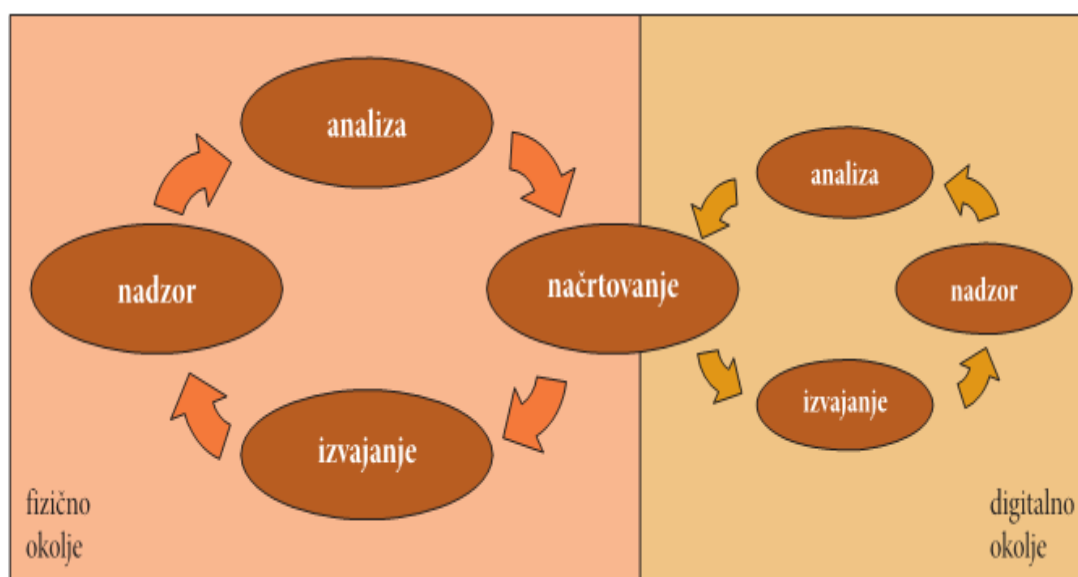 analiza
analiza
nadzor
načrtovanje
nadzor
izvajanje
izvajanje
fizično
okolje
digitalno
okolje